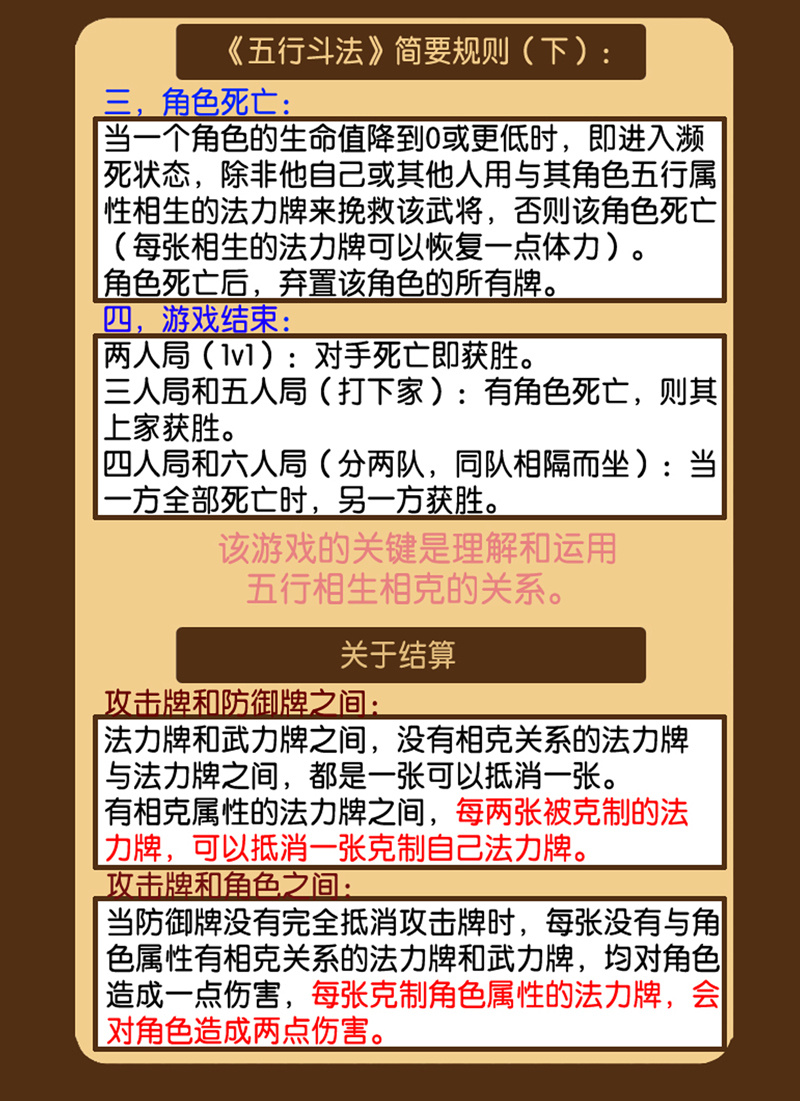 《五行斗法》简要规则（下）：
三，角色死亡：
当一个角色的生命值降到0或更低时，即进入濒
死状态，除非他自己或其他人用与其角色五行属
性相生的法力牌来挽救该武将，否则该角色死亡
（每张相生的法力牌可以恢复一点体力）。
角色死亡后，弃置该角色的所有牌。
四，游戏结束：
两人局（1v1）：对手死亡即获胜。
三人局和五人局（打下家）：有角色死亡，则其
上家获胜。
四人局和六人局（分两队，同队相隔而坐）：当
一方全部死亡时，另一方获胜。
该游戏的关键是理解和运用
五行相生相克的关系。
关于结算
攻击牌和防御牌之间：
法力牌和武力牌之间，没有相克关系的法力牌
与法力牌之间，都是一张可以抵消一张。
有相克属性的法力牌之间，每两张被克制的法
力牌，可以抵消一张克制自己法力牌。
攻击牌和角色之间：
当防御牌没有完全抵消攻击牌时，每张没有与角
色属性有相克关系的法力牌和武力牌，均对角色
造成一点伤害，每张克制角色属性的法力牌，会
对角色造成两点伤害。